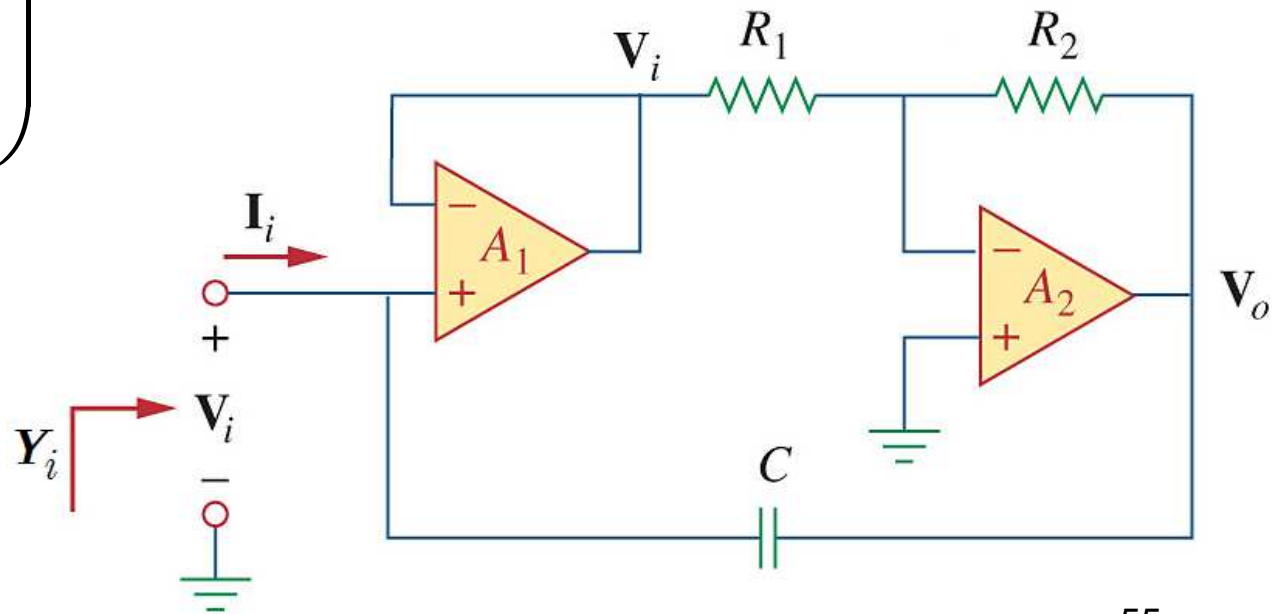 V_i R_1 R_2
I_i
− A_1 +
− A_2 +
V_o
+
V_i
−
Y_i
C